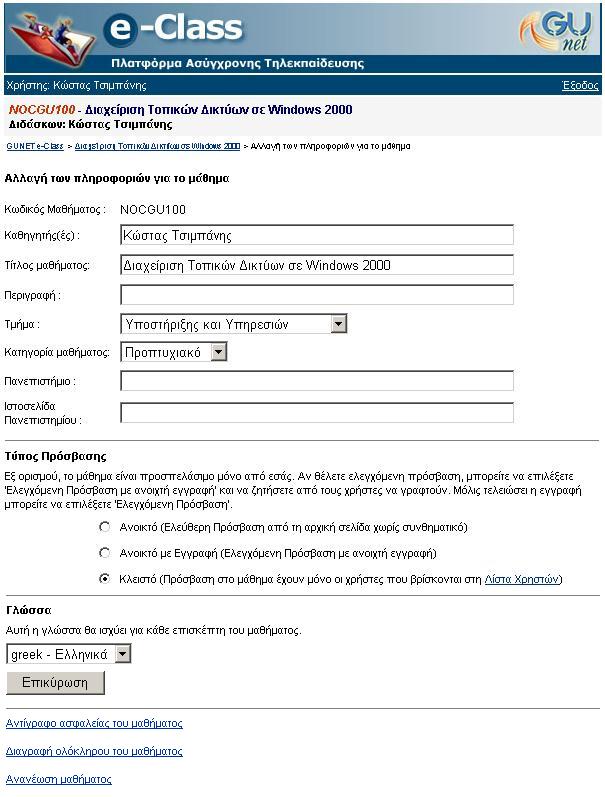 e-Class
GUnet
Πλατφόρμα Ασύγχρονης Τηλεκπαίδευσης
Χρήστης: Κώστας Τσιμπάνης Έξοδος
NOCGU100 - Διαχείριση Τοπικών Δικτύων σε Windows 2000
Διδάσκων: Κώστας Τσιμπάνης
GUNET e-Class > Διαχείριση Τοπικών Δικτύων σε Windows 2000 > Αλλαγή των πληροφοριών για το μάθημα
Αλλαγή των πληροφοριών για το μάθημα
Κωδικός Μαθήματος : NOCGU100
Καθηγητής(ές) : Κώστας Τσιμπάνης
Τίτλος μαθήματος: Διαχείριση Τοπικών Δικτύων σε Windows 2000
Περιγραφή :
Τμήμα : Υποστήριξης και Υπηρεσιών
Κατηγορία μαθήματος: Προπτυχιακό
Πανεπιστήμιο :
Ιστοσελίδα
Πανεπιστημίου :
Τύπος Πρόσβασης
Εξ ορισμού, το μάθημα είναι προσπελάσιμο μόνο από εσάς. Αν θέλετε ελεγχόμενη πρόσβαση, μπορείτε να επιλέξετε
'Ελεγχόμενη Πρόσβαση με ανοιχτή εγγραφή' και να ζητήσετε από τους χρήστες να γραφτούν. Μόλις τελειώσει η εγγραφή
μπορείτε να επιλέξετε 'Ελεγχόμενη Πρόσβαση'.
Ανοικτό (Ελεύθερη Πρόσβαση από τη αρχική σελίδα χωρίς συνθηματικό)
Ανοικτό με Εγγραφή (Ελεγχόμενη Πρόσβαση με ανοιχτή εγγραφή)
Κλειστό (Πρόσβαση στο μάθημα έχουν μόνο οι χρήστες που βρίσκονται στη Λίστα Χρηστών)
Γλώσσα
Αυτή η γλώσσα θα ισχύει για κάθε επισκέπτη του μαθήματος.
greek - Ελληνικά
Επικύρωση
Αντίγραφο ασφαλείας του μαθήματος
Διαγραφή ολόκληρου του μαθήματος
Ανανέωση μαθήματος